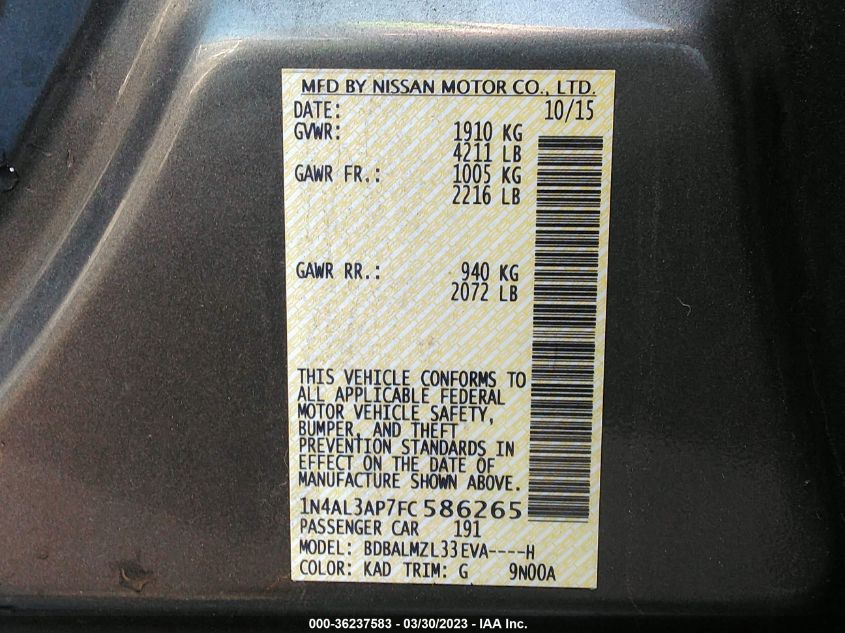 MFD BY NISSAN MOTOR CO., LTD.
DATE: 10/15
GVWR: 1910 KG
4211 LB
GAWR FR.: 1005 KG
2216 LB
GAWR RR.: 940 KG
2072 LB
THIS VEHICLE CONFORMS TO
ALL APPLICABLE FEDERAL
MOTOR VEHICLE SAFETY,
BUMPER, AND THEFT
PREVENTION STANDARDS IN
EFFECT ON THE DATE OF
MANUFACTURE SHOWN ABOVE.
1N4AL3AP7FC586265
PASSENGER CAR 191
MODEL: BDBALMZL33EVA----H
COLOR: KAD TRIM: G 9N00A
000-36237583 - 03/30/2023 - IAA Inc.